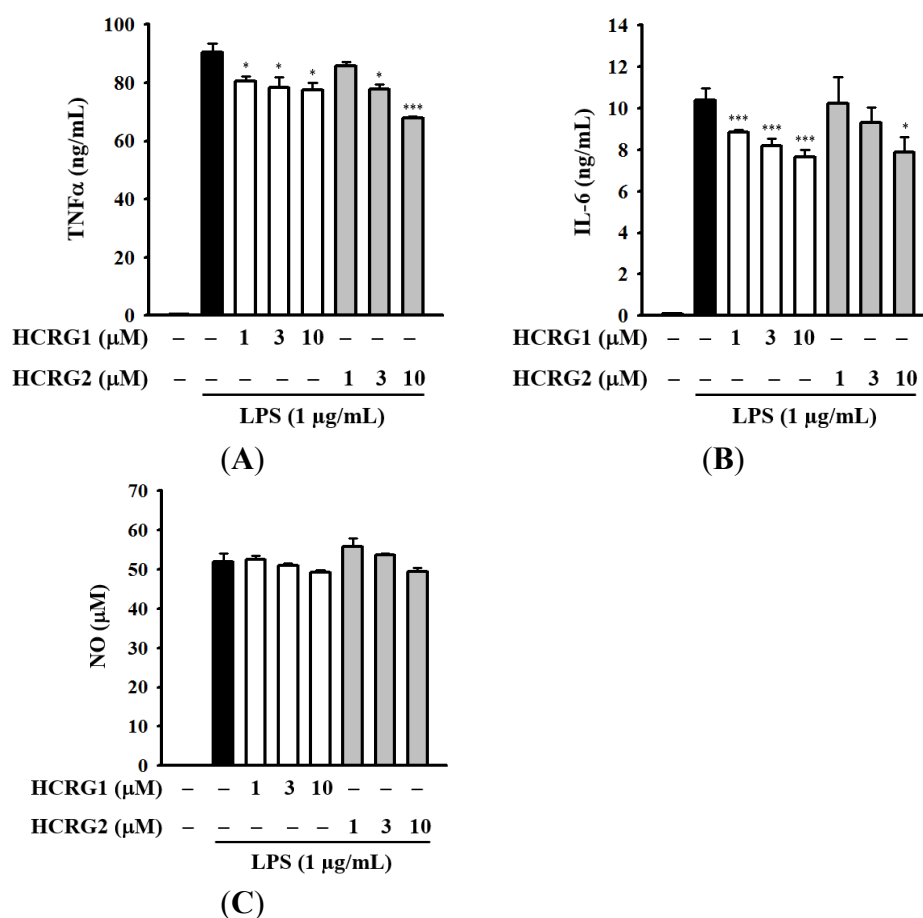 100
80
60
40
20
0
TNFα (ng/mL)
* * * * ***
HCRG1 (μM) – – 1 3 10 – – –
HCRG2 (μM) – – – – – 1 3 10
LPS (1 μg/mL)
(A)
14
12
10
8
6
4
2
0
IL-6 (ng/mL)
*** *** *** *
HCRG1 (μM) – – 1 3 10 – – –
HCRG2 (μM) – – – – – 1 3 10
LPS (1 μg/mL)
(B)
70
60
50
40
30
20
10
0
NO (μM)
HCRG1 (μM) – – 1 3 10 – – –
HCRG2 (μM) – – – – – 1 3 10
LPS (1 μg/mL)
(C)